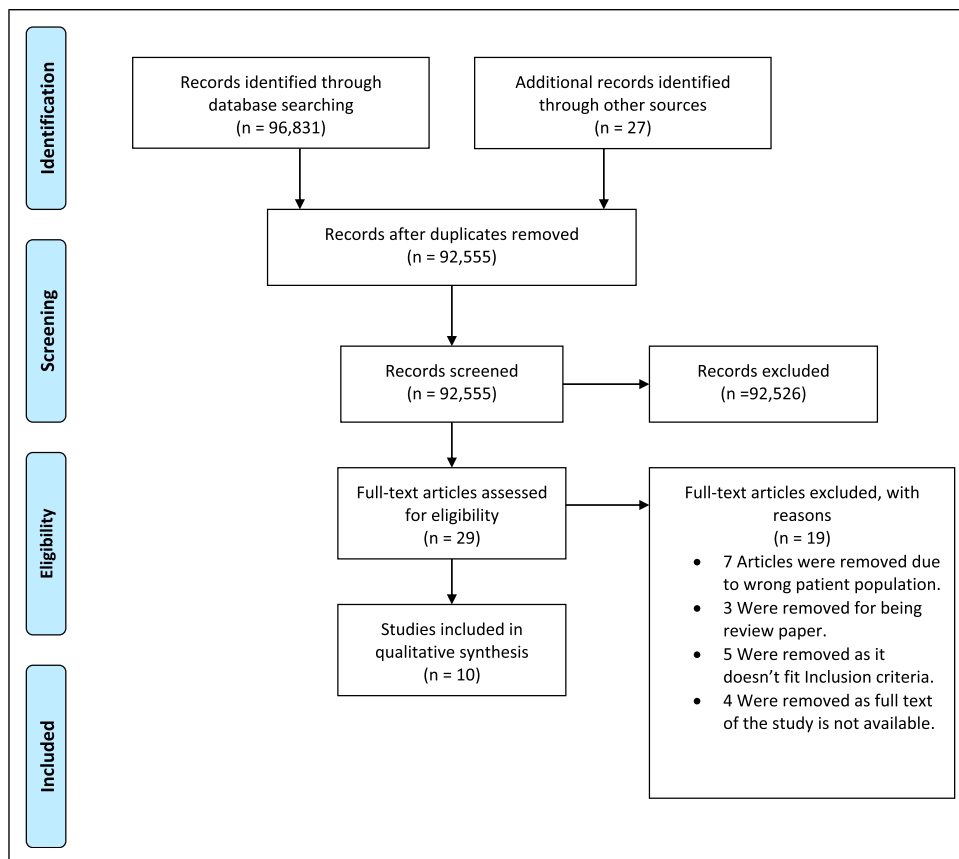 Identification
Records identified through
database searching
(n = 96,831)
Additional records identified
through other sources
(n = 27)
Records after duplicates removed
(n = 92,555)
Screening
Records screened
(n = 92,555)
Records excluded
(n =92,526)
Eligibility
Full-text articles assessed
for eligibility
(n = 29)
Full-text articles excluded, with
reasons
(n = 19)
• 7 Articles were removed due
to wrong patient population.
• 3 Were removed for being
review paper.
• 5 Were removed as it
doesn’t fit Inclusion criteria.
• 4 Were removed as full text
of the study is not available.
Studies included in
qualitative synthesis
(n = 10)
Included